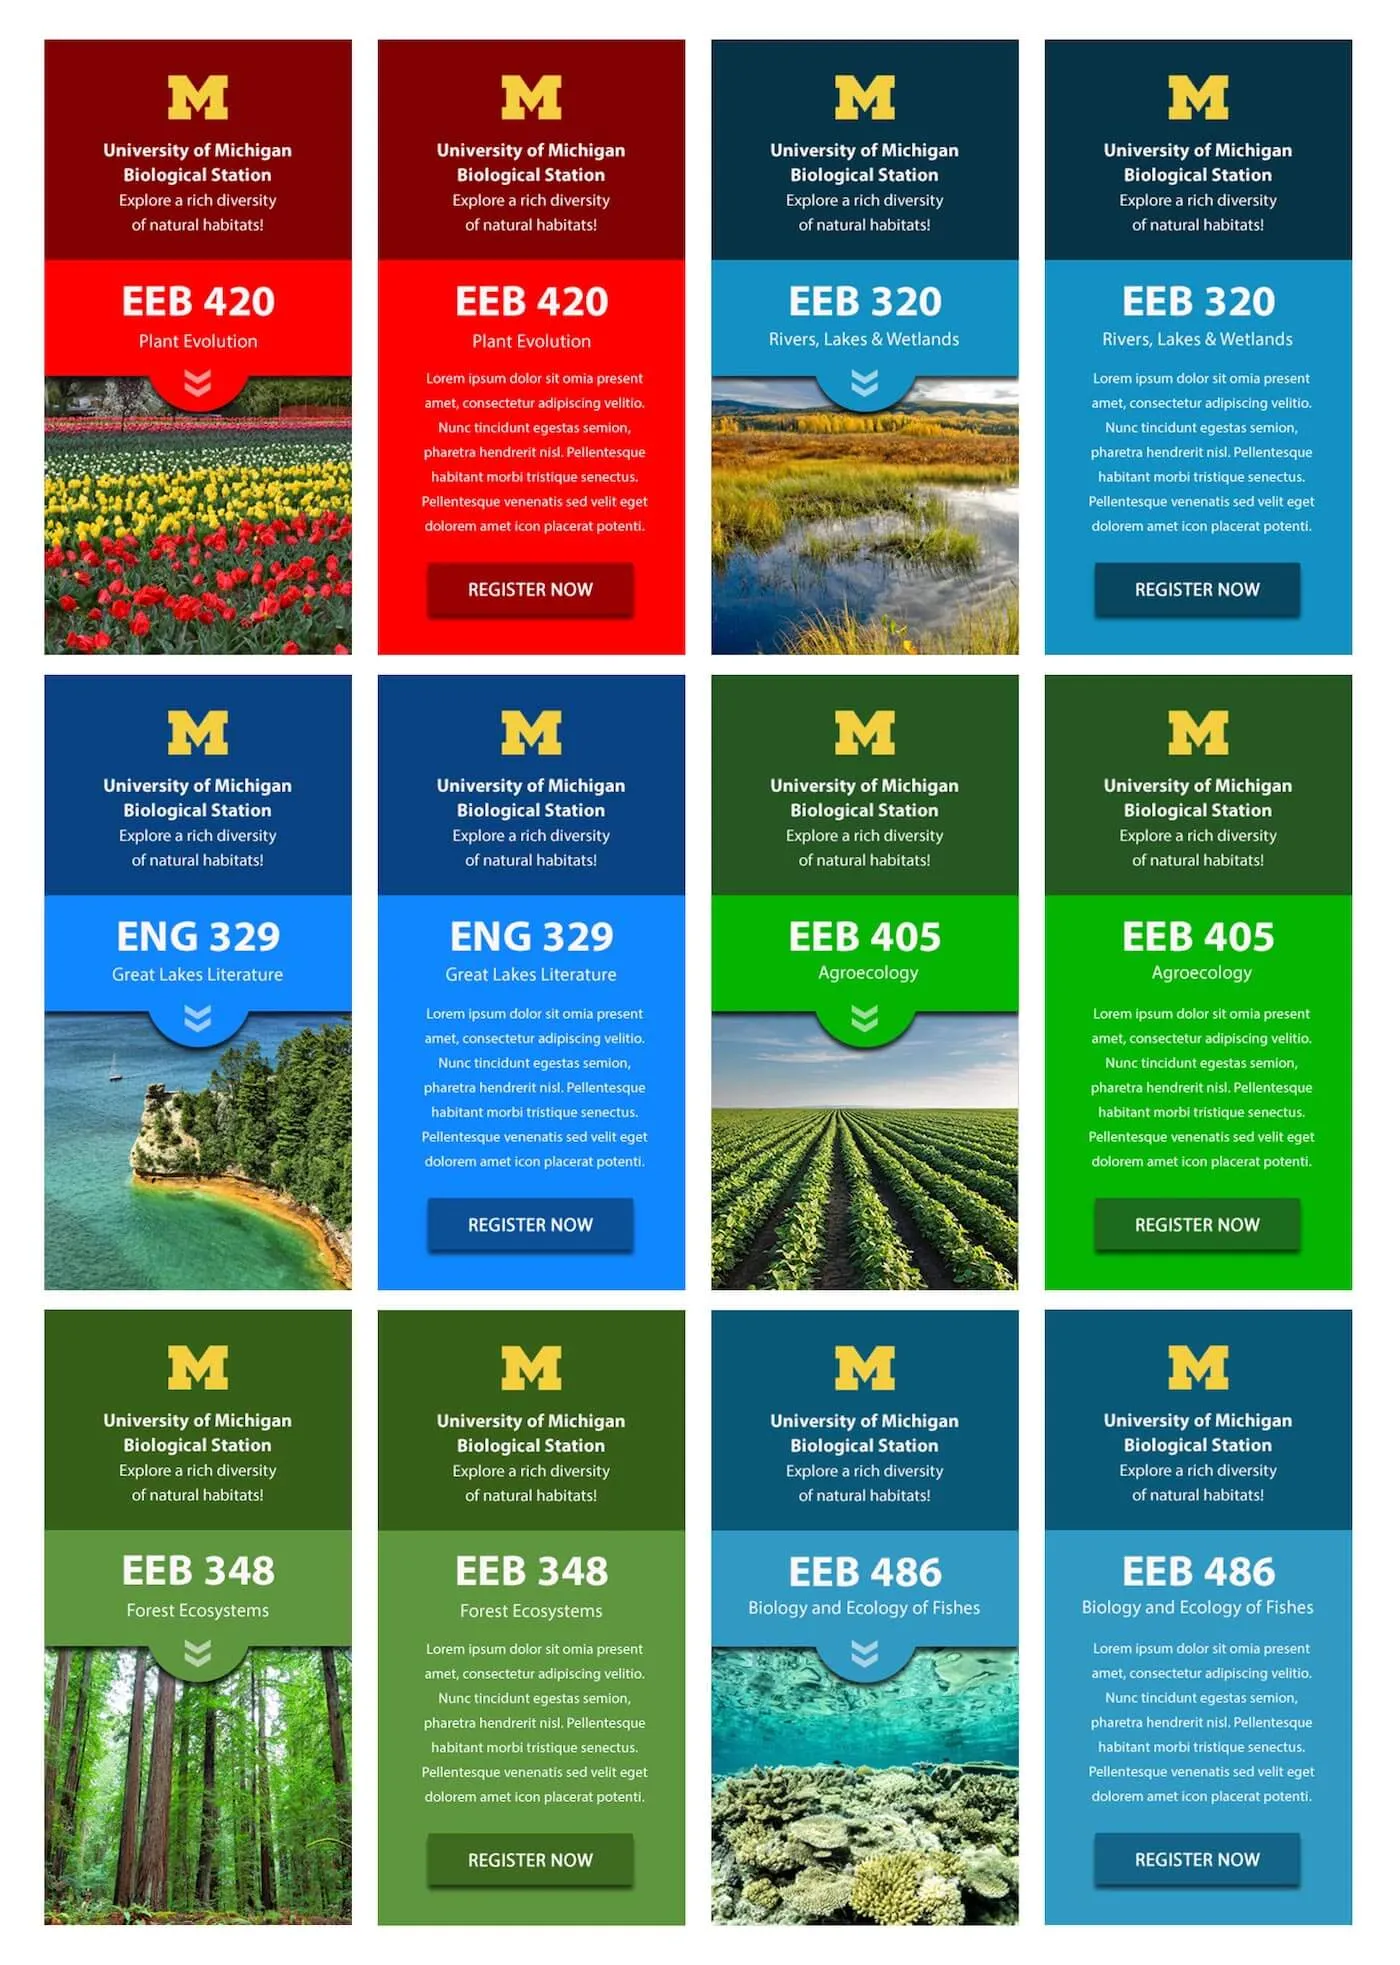 M
University of Michigan
Biological Station
Explore a rich diversity
of natural habitats!
EEB 420
Plant Evolution
M
University of Michigan
Biological Station
Explore a rich diversity
of natural habitats!
EEB 420
Plant Evolution
Lorem ipsum dolor sit omia present
amet, consectetur adipiscing velitio.
Nunc tincidunt egestas semion,
pharetra hendrerit nisl. Pellentesque
habitant morbi tristique senectus.
Pellentesque venenatis sed velit eget
dolorem amet icon placerat potenti.
REGISTER NOW
M
University of Michigan
Biological Station
Explore a rich diversity
of natural habitats!
EEB 320
Rivers, Lakes & Wetlands
M
University of Michigan
Biological Station
Explore a rich diversity
of natural habitats!
EEB 320
Rivers, Lakes & Wetlands
Lorem ipsum dolor sit omia present
amet, consectetur adipiscing velitio.
Nunc tincidunt egestas semion,
pharetra hendrerit nisl. Pellentesque
habitant morbi tristique senectus.
Pellentesque venenatis sed velit eget
dolorem amet icon placerat potenti.
REGISTER NOW
M
University of Michigan
Biological Station
Explore a rich diversity
of natural habitats!
ENG 329
Great Lakes Literature
M
University of Michigan
Biological Station
Explore a rich diversity
of natural habitats!
ENG 329
Great Lakes Literature
Lorem ipsum dolor sit omia present
amet, consectetur adipiscing velitio.
Nunc tincidunt egestas semion,
pharetra hendrerit nisl. Pellentesque
habitant morbi tristique senectus.
Pellentesque venenatis sed velit eget
dolorem amet icon placerat potenti.
REGISTER NOW
M
University of Michigan
Biological Station
Explore a rich diversity
of natural habitats!
EEB 405
Agroecology
M
University of Michigan
Biological Station
Explore a rich diversity
of natural habitats!
EEB 405
Agroecology
Lorem ipsum dolor sit omia present
amet, consectetur adipiscing velitio.
Nunc tincidunt egestas semion,
pharetra hendrerit nisl. Pellentesque
habitant morbi tristique senectus.
Pellentesque venenatis sed velit eget
dolorem amet icon placerat potenti.
REGISTER NOW
M
University of Michigan
Biological Station
Explore a rich diversity
of natural habitats!
EEB 348
Forest Ecosystems
M
University of Michigan
Biological Station
Explore a rich diversity
of natural habitats!
EEB 348
Forest Ecosystems
Lorem ipsum dolor sit omia present
amet, consectetur adipiscing velitio.
Nunc tincidunt egestas semion,
pharetra hendrerit nisl. Pellentesque
habitant morbi tristique senectus.
Pellentesque venenatis sed velit eget
dolorem amet icon placerat potenti.
REGISTER NOW
M
University of Michigan
Biological Station
Explore a rich diversity
of natural habitats!
EEB 486
Biology and Ecology of Fishes
M
University of Michigan
Biological Station
Explore a rich diversity
of natural habitats!
EEB 486
Biology and Ecology of Fishes
Lorem ipsum dolor sit omia present
amet, consectetur adipiscing velitio.
Nunc tincidunt egestas semion,
pharetra hendrerit nisl. Pellentesque
habitant morbi tristique senectus.
Pellentesque venenatis sed velit eget
dolorem amet icon placerat potenti.
REGISTER NOW